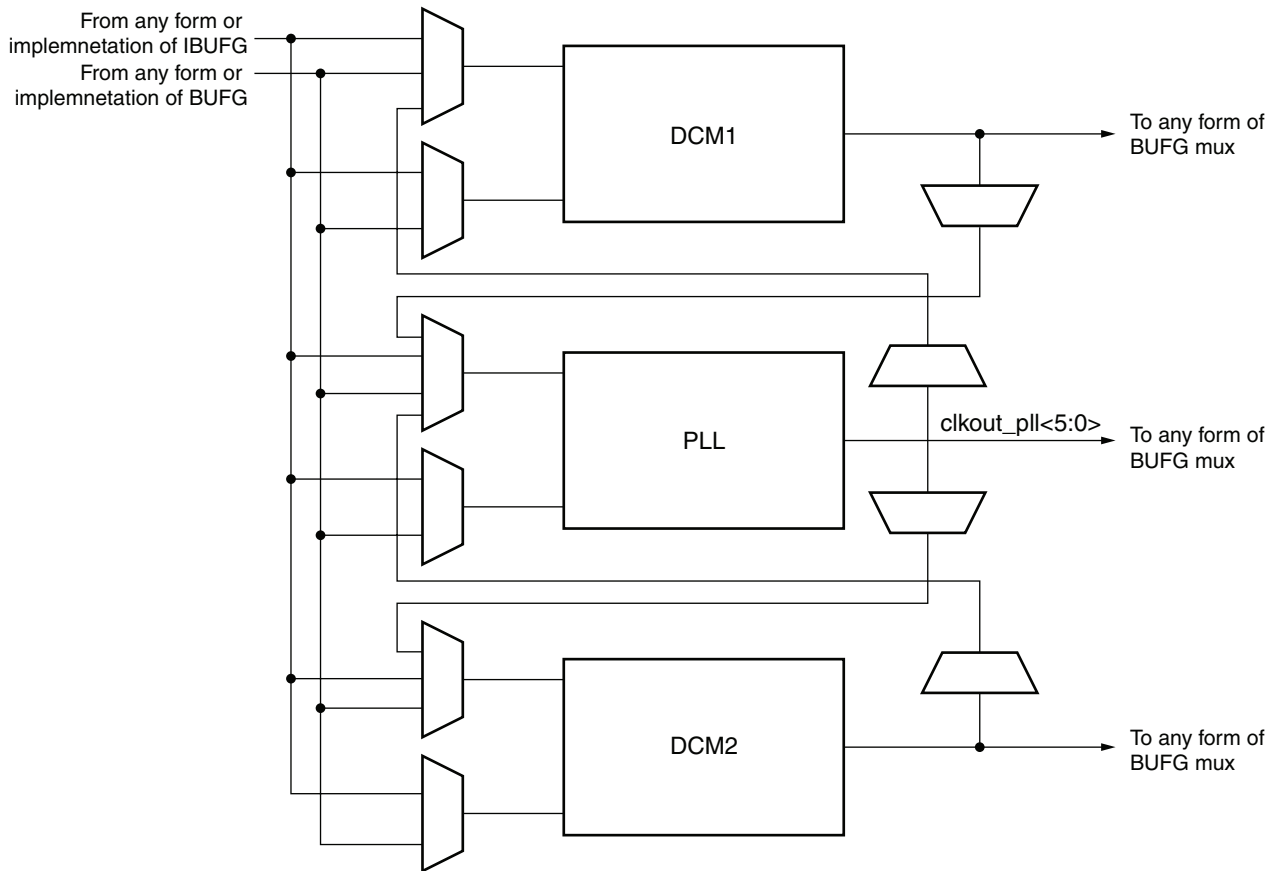 From any form or
implemnetation of IBUFG
From any form or
implemnetation of BUFG
DCM1
To any form of
BUFG mux
clkout_pll<5:0>
PLL
To any form of
BUFG mux
DCM2
To any form of
BUFG mux